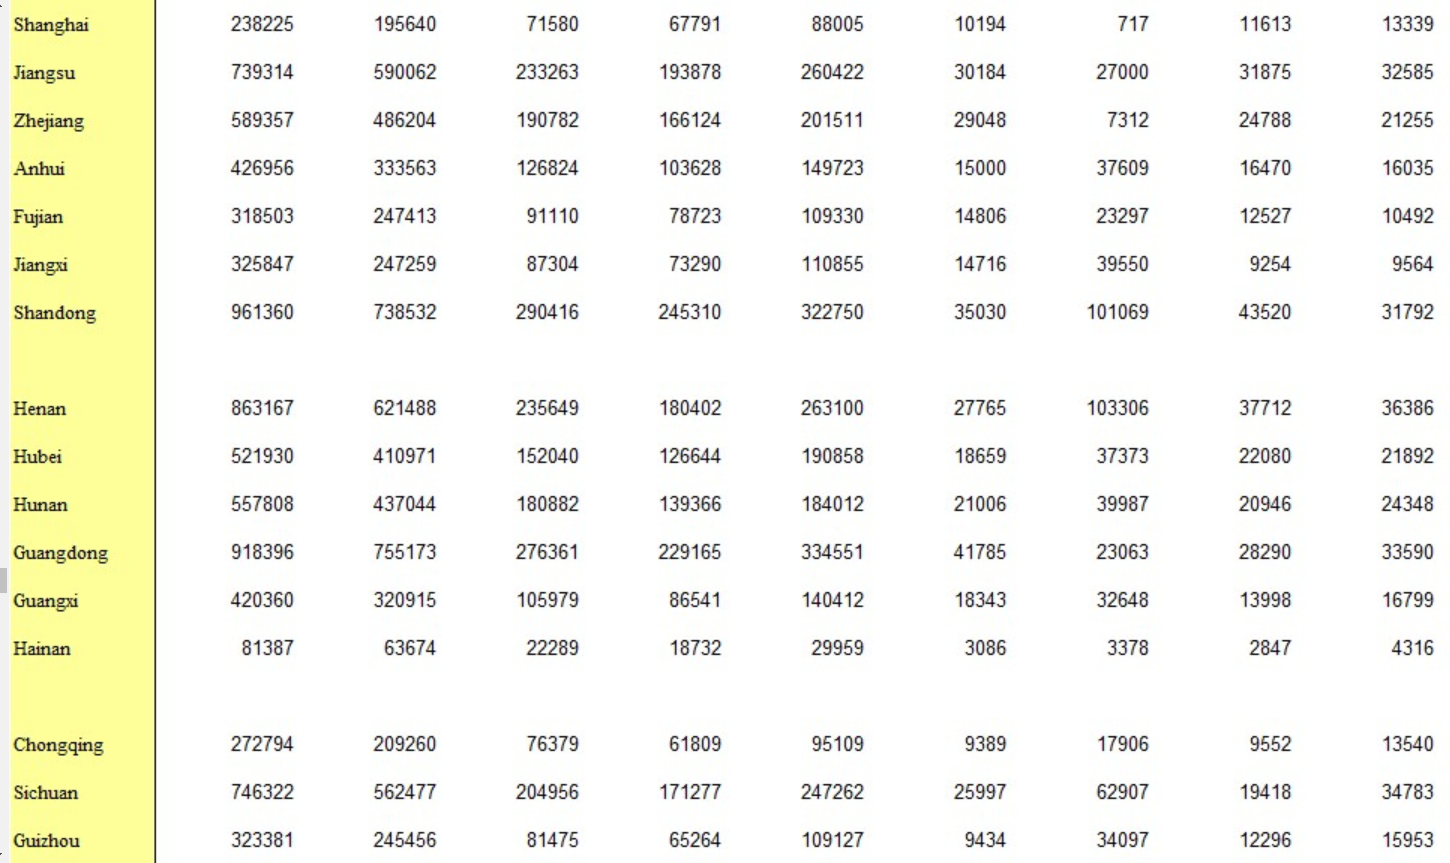 Shanghai 238225 195640 71580 67791 88005 10194 717 11613 13339
Jiangsu 739314 590062 233263 193878 260422 30184 27000 31875 32585
Zhejiang 589357 486204 190782 166124 201511 29048 7312 24788 21255
Anhui 426956 333563 126824 103628 149723 15000 37609 16470 16035
Fujian 318503 247413 91110 78723 109330 14806 23297 12527 10492
Jiangxi 325847 247259 87304 73290 110855 14716 39550 9254 9564
Shandong 961360 738532 290416 245310 322750 35030 101069 43520 31792
Henan 863167 621488 235649 180402 263100 27765 103306 37712 36386
Hubei 521930 410971 152040 126644 190858 18659 37373 22080 21892
Hunan 557808 437044 180882 139366 184012 21006 39987 20946 24348
Guangdong 918396 755173 276361 229165 334551 41785 23063 28290 33590
Guangxi 420360 320915 105979 86541 140412 18343 32648 13998 16799
Hainan 81387 63674 22289 18732 29959 3086 3378 2847 4316
Chongqing 272794 209260 76379 61809 95109 9389 17906 9552 13540
Sichuan 746322 562477 204956 171277 247262 25997 62907 19418 34783
Guizhou 323381 245456 81475 65264 109127 9434 34097 12296 15953